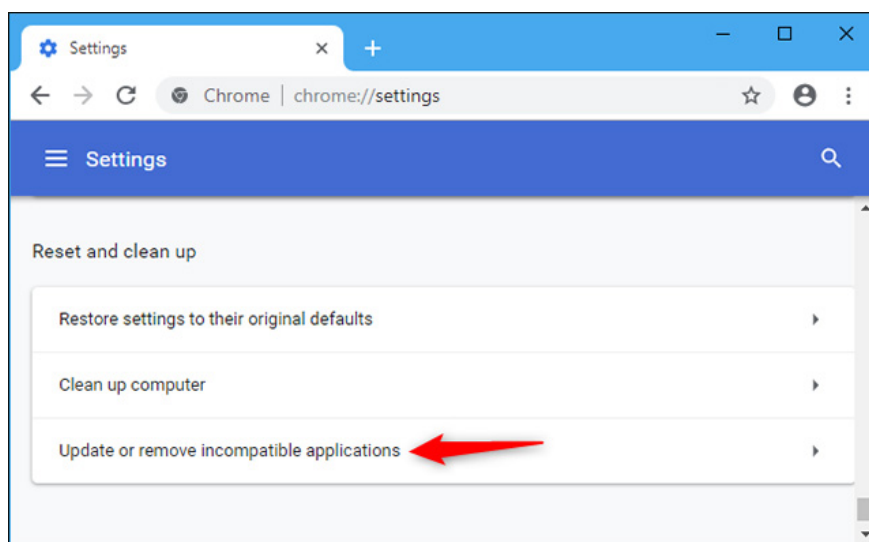 Settings
Chrome | chrome://settings
Settings
Reset and clean up
Restore settings to their original defaults
Clean up computer
Update or remove incompatible applications